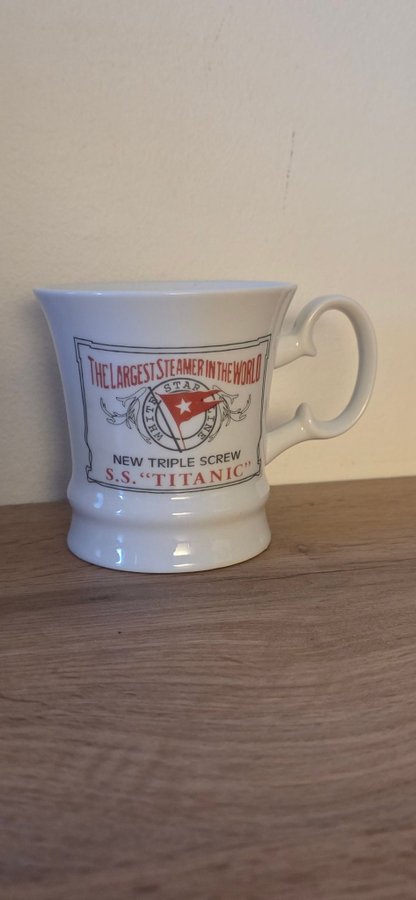 THE LARGEST STEAMER IN THE WORLD
WHITE STAR LINE
NEW TRIPLE SCREW
S.S. "TITANIC"